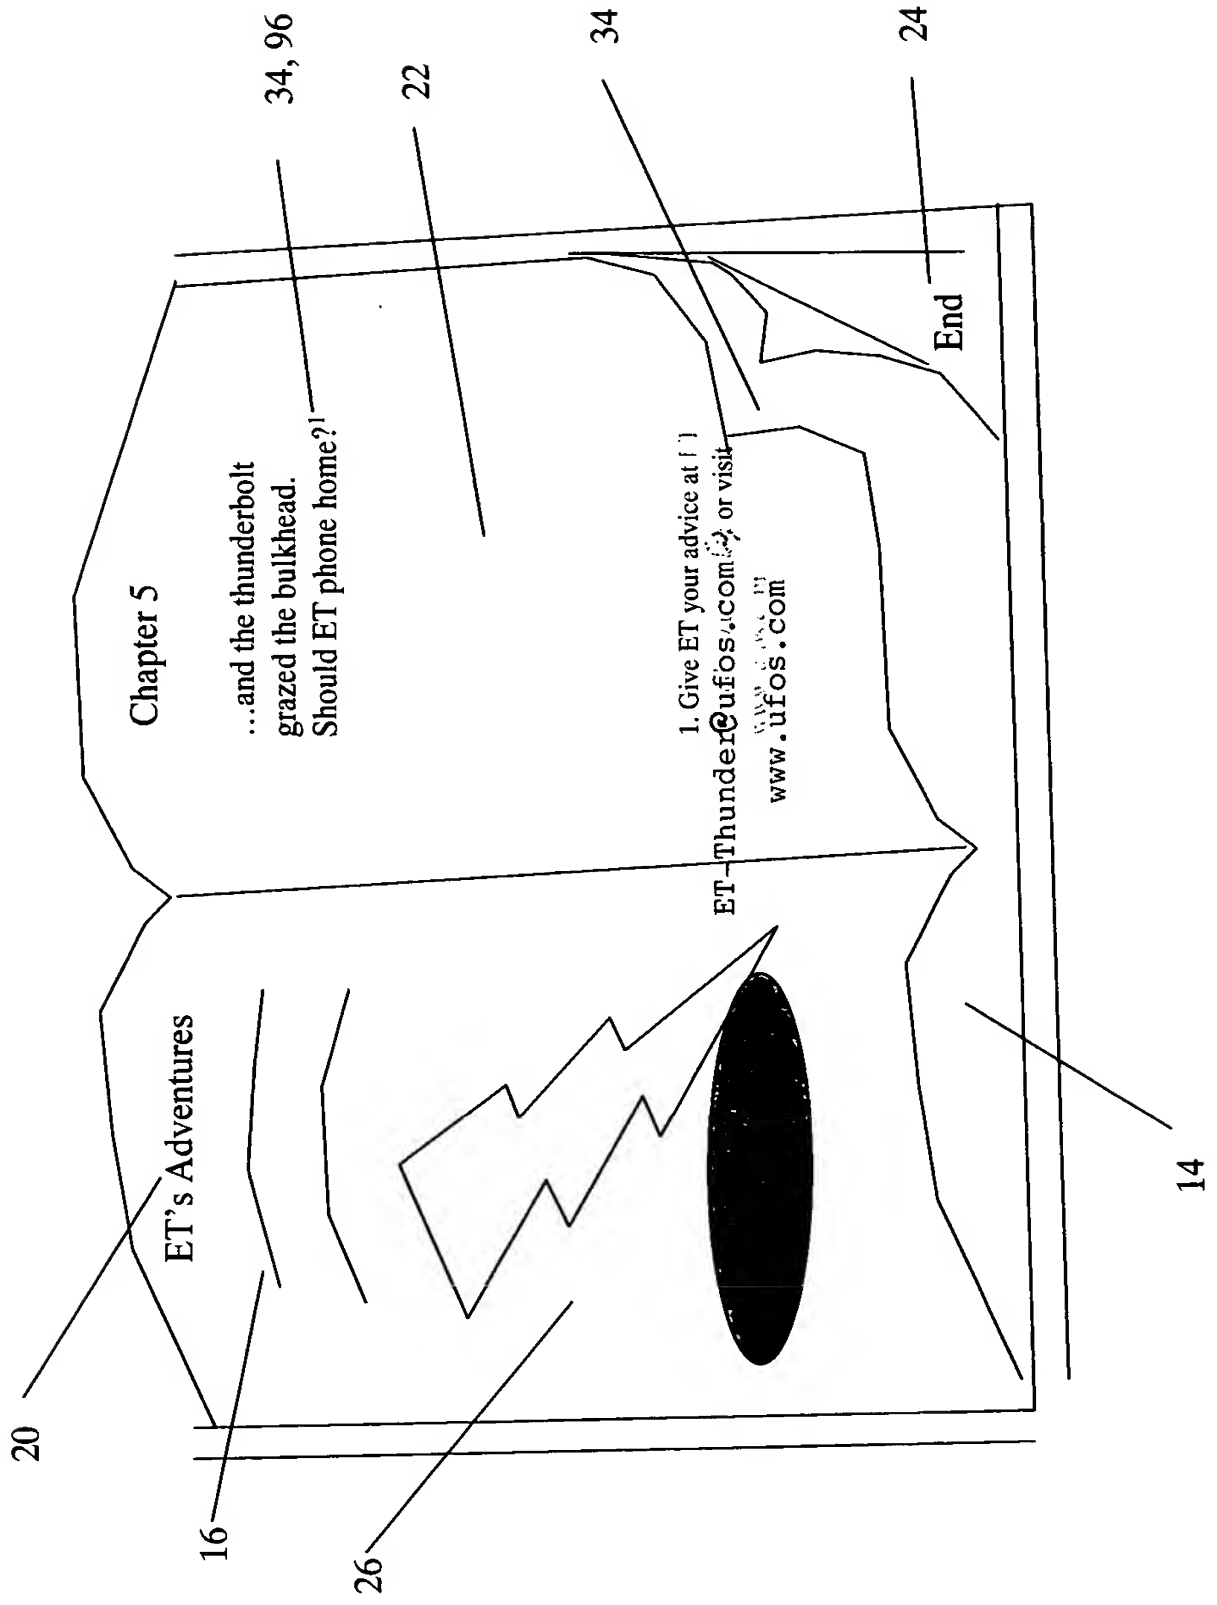 20
16
26
ET's Adventures
14
Chapter 5
…and the thunderbolt
grazed the bulkhead.
Should ET phone home?¹
34, 96
22
34
1. Give ET your advice at
ET-Thunder@ufos.com, or visit
www.ufos.com
End
24